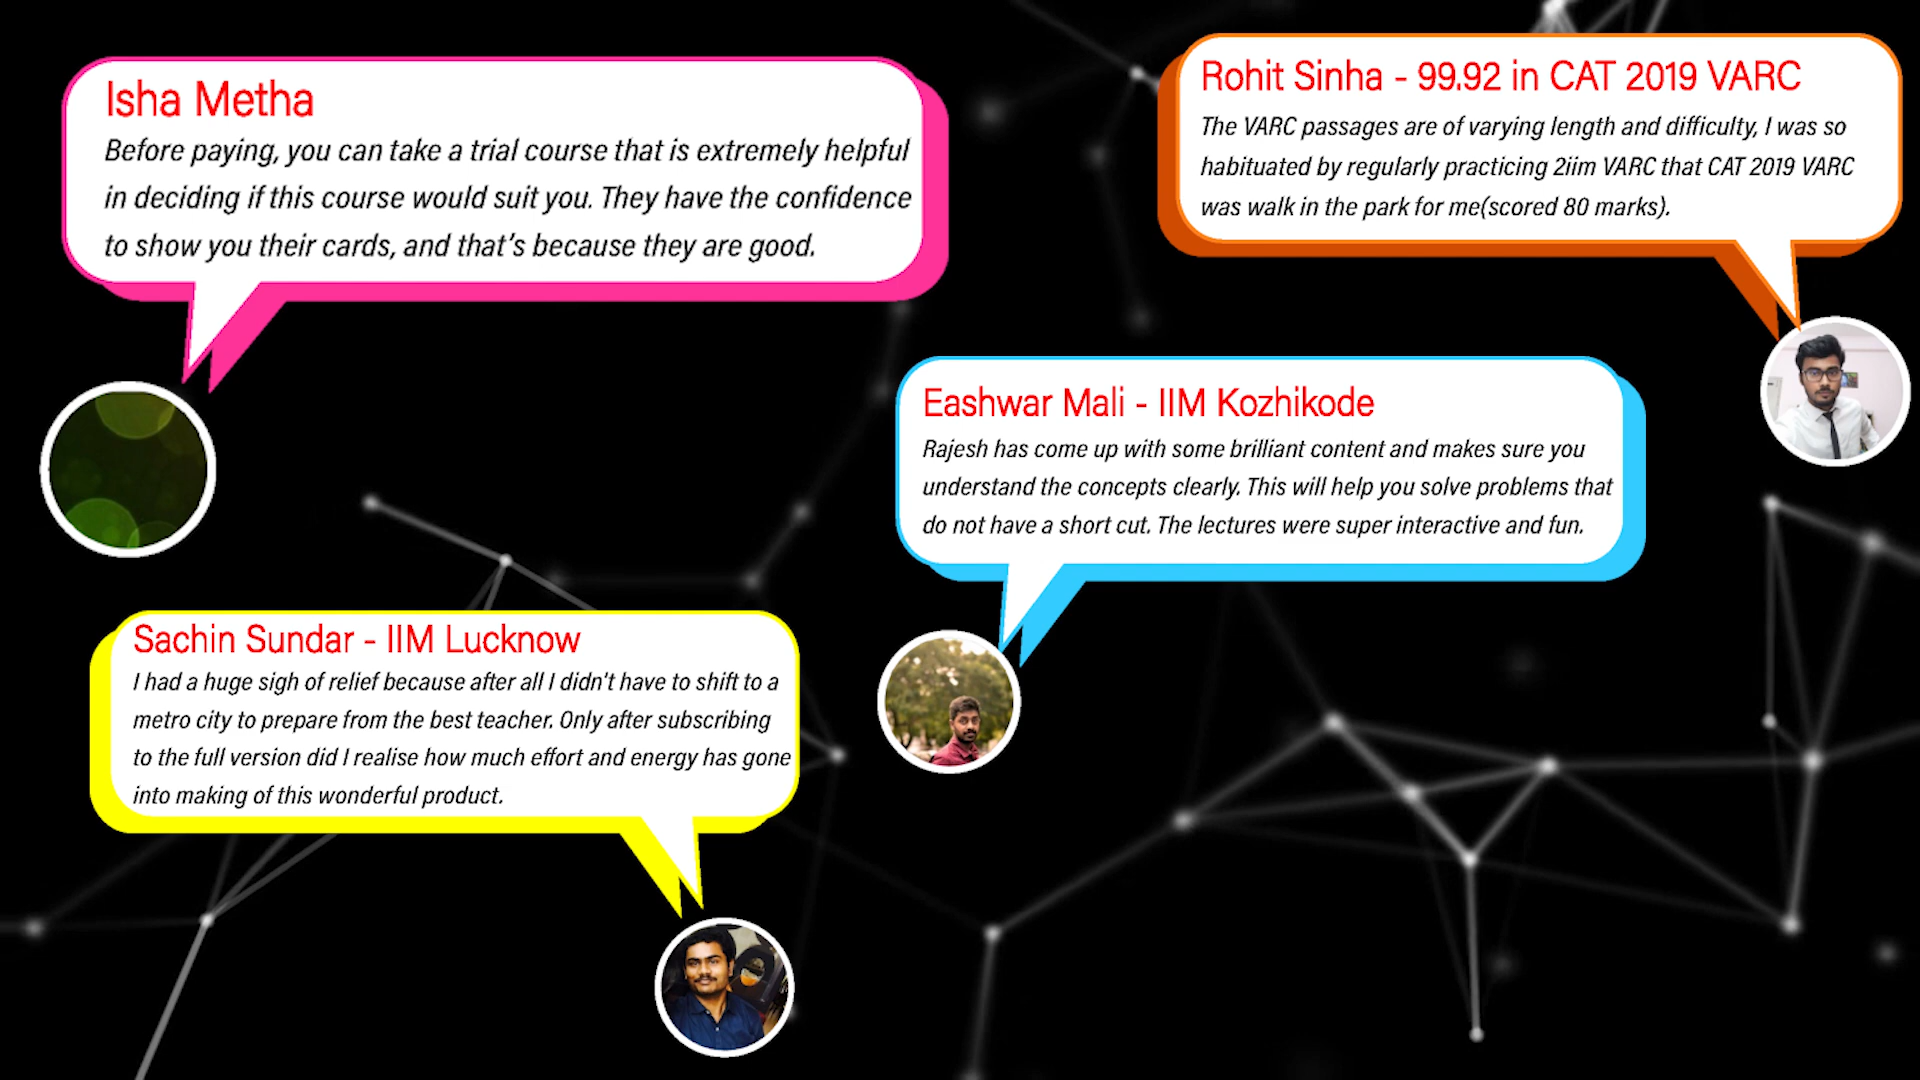 Isha Metha
Before paying, you can take a trial course that is extremely helpful
in deciding if this course would suit you. They have the confidence
to show you their cards, and that's because they are good.
Rohit Sinha - 99.92 in CAT 2019 VARC
The VARC passages are of varying length and difficulty, I was so
habituated by regularly practicing 2iim VARC that CAT 2019 VARC
was walk in the park for me(scored 80 marks).
Eashwar Mali - IIM Kozhikode
Rajesh has come up with some brilliant content and makes sure you
understand the concepts clearly. This will help you solve problems that
do not have a short cut. The lectures were super interactive and fun.
Sachin Sundar - IIM Lucknow
I had a huge sigh of relief because after all I didn't have to shift to a
metro city to prepare from the best teacher. Only after subscribing
to the full version did I realise how much effort and energy has gone
into making of this wonderful product.